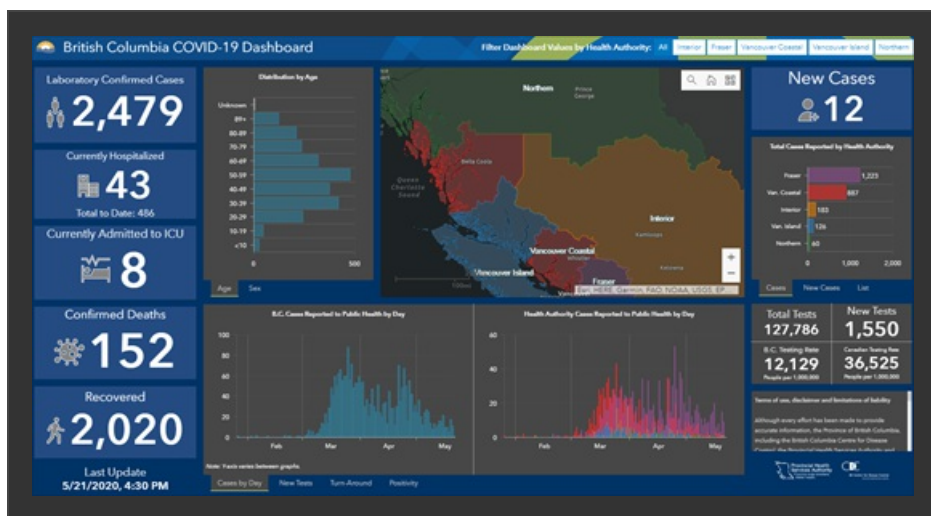 British Columbia COVID-19 Dashboard
Filter Dashboard Values by Health Authority: All Interior Fraser Vancouver Coastal Vancouver Island Northern
Laboratory Confirmed Cases
2,479
Currently Hospitalized
43
Total to Date: 486
Currently Admitted to ICU
8
Confirmed Deaths
152
Recovered
2,020
Last Update
5/21/2020, 4:30 PM
Distribution by Age
Unknown
89+
80-89
70-79
60-69
50-59
40-49
30-39
20-29
10-19
<10
0 500
Age Sex
Northern
Prince
George
Bella Coola
Queen
Charlotte
Sound
Interior
Kamloops
Vancouver Coastal
Whistler
Kelowna
Vancouver Island
Fraser
Esri, HERE, Garmin, FAO, NOAA, USGS, EP...
New Cases
12
Total Cases Reported by Health Authority
Fraser 1,223
Van. Coastal 887
Interior 183
Van. Island 126
Northern 60
0 1,000 2,000
Cases New Cases List
B.C. Cases Reported to Public Health by Day
100
80
60
40
20
0
Feb Mar Apr May
Note: Y-axis varies between graphs.
Cases by Day New Tests Turn-Around Positivity
Health Authority Cases Reported to Public Health by Day
60
40
20
0
Feb Mar Apr May
Total Tests
127,786
New Tests
1,550
B.C. Testing Rate
12,129
People per 1,000,000
Canadian Testing Rate
36,525
People per 1,000,000
Terms of use, disclaimer and limitations of liability
Although every effort has been made to provide
accurate information, the Province of British Columbia,
including the British Columbia Centre for Disease
Control, the Provincial Health Services Authority and
Provincial Health
Services Authority